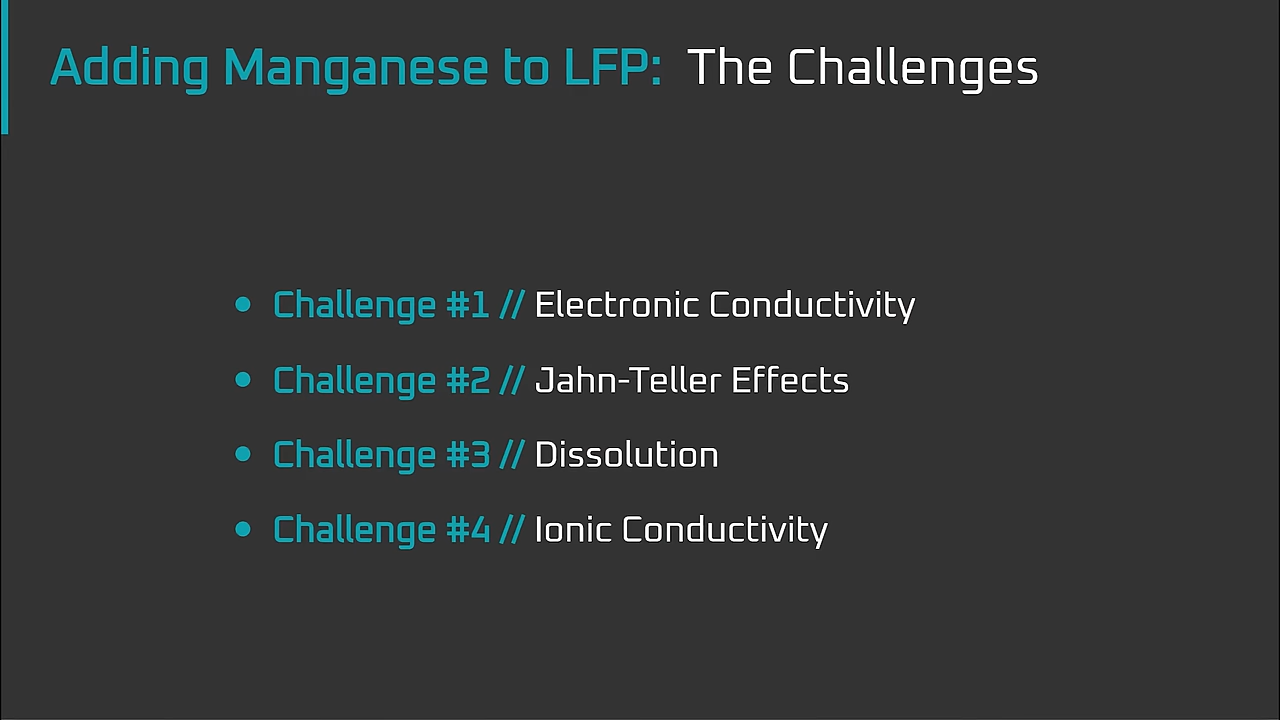 Adding Manganese to LFP: The Challenges
• Challenge #1 // Electronic Conductivity
• Challenge #2 // Jahn-Teller Effects
• Challenge #3 // Dissolution
• Challenge #4 // Ionic Conductivity